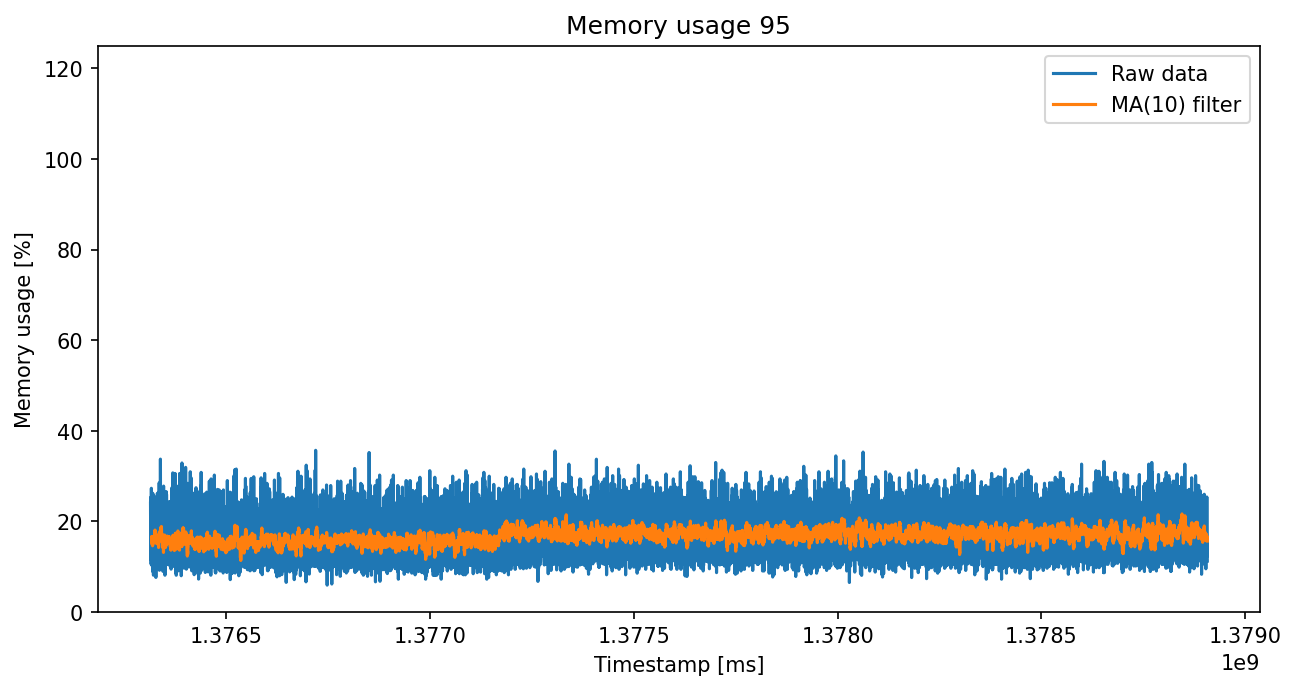 Memory usage 95
Raw data
MA(10) filter
Memory usage [%]
120
100
80
60
40
20
0
1.3765 1.3770 1.3775 1.3780 1.3785 1.3790
1e9
Timestamp [ms]